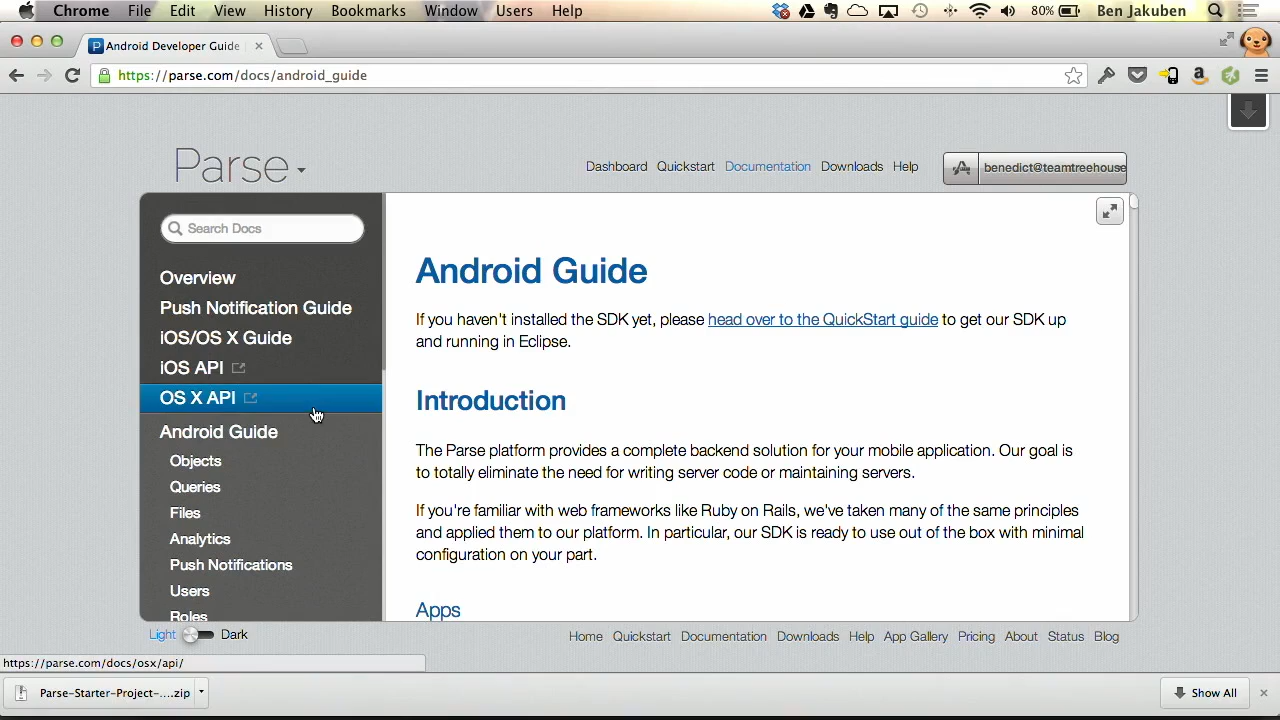 Chrome File Edit View History Bookmarks Window Users Help 80% Ben Jakuben
Android Developer Guide
https://parse.com/docs/android_guide
Parse
Dashboard Quickstart Documentation Downloads Help benedict@teamtreehouse
Search Docs
Overview
Push Notification Guide
iOS/OS X Guide
iOS API
OS X API
Android Guide
Objects
Queries
Files
Analytics
Push Notifications
Users
Roles
Android Guide
If you haven't installed the SDK yet, please head over to the QuickStart guide to get our SDK up
and running in Eclipse.
Introduction
The Parse platform provides a complete backend solution for your mobile application. Our goal is
to totally eliminate the need for writing server code or maintaining servers.
If you're familiar with web frameworks like Ruby on Rails, we've taken many of the same principles
and applied them to our platform. In particular, our SDK is ready to use out of the box with minimal
configuration on your part.
Apps
Light Dark
Home Quickstart Documentation Downloads Help App Gallery Pricing About Status Blog
https://parse.com/docs/osx/api/
Parse-Starter-Project-....zip
Show All